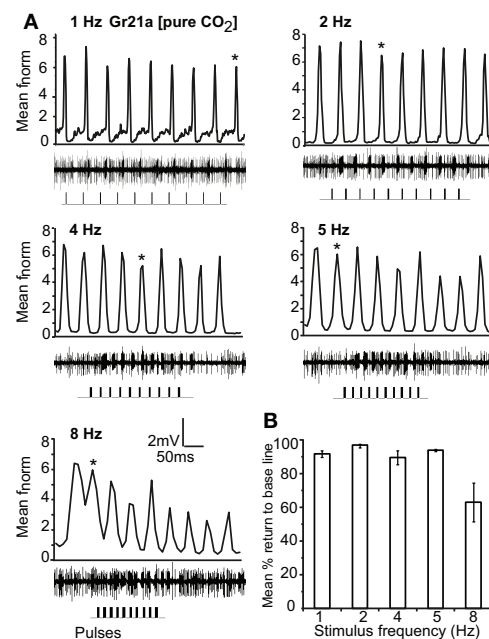 A
1 Hz Gr21a [pure CO2]
2 Hz
Mean fnorm
8
6
4
2
0
*
8
6
4
2
0
*
4 Hz
5 Hz
Mean fnorm
8
6
4
2
0
*
8
6
4
2
0
*
8 Hz
Mean fnorm
8
6
4
2
0
*
2mV
50ms
Pulses
B
Mean % return to base line
100
80
60
40
20
0
1 2 4 5 8
Stimulus frequency (Hz)